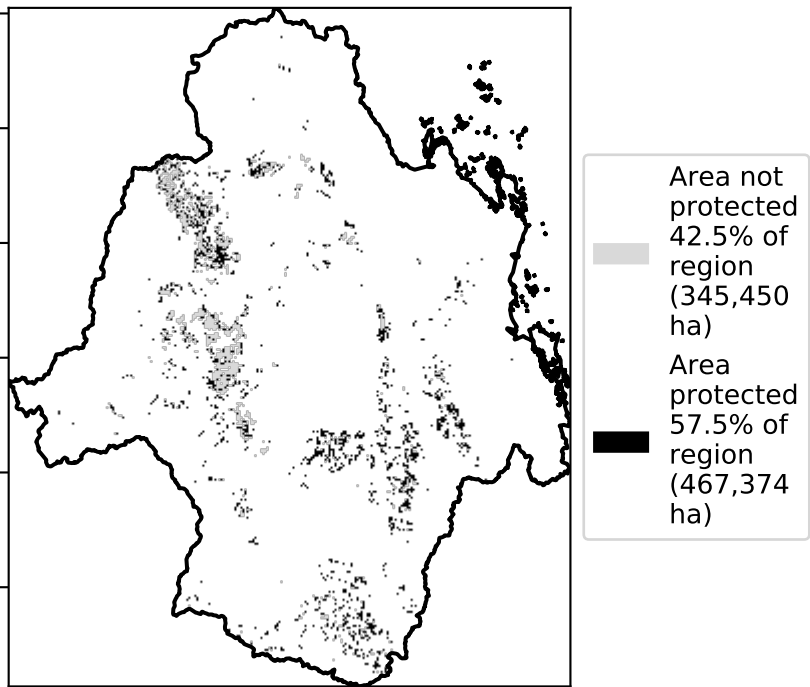 Area not
protected
42.5% of
region
(345,450
ha)
Area
protected
57.5% of
region
(467,374
ha)